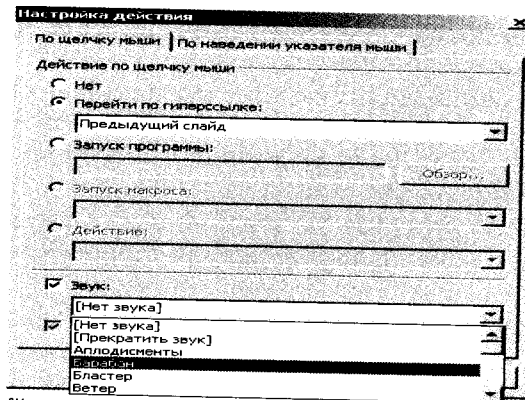 Настройка действия
По щелчку мыши По наведении указателя мыши
Действие по щелчку мыши
Нет
Перейти по гиперссылке:
Предыдущий слайд
Запуск программы:
Обзор...
Запуск макроса:
Действие:
Звук:
[Нет звука]
[Нет звука]
[Прекратить звук]
Аплодисменты
Барабан
Бластер
Ветер